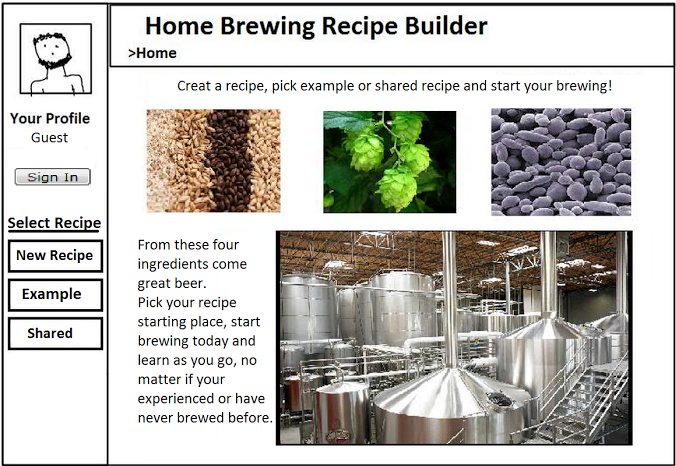 Home Brewing Recipe Builder
>Home
Your Profile
Guest
Sign In
Select Recipe
New Recipe
Example
Shared
Creat a recipe, pick example or shared recipe and start your brewing!
From these four
ingredients come
great beer.
Pick your recipe
starting place, start
brewing today and
learn as you go, no
matter if your
experienced or have
never brewed before.